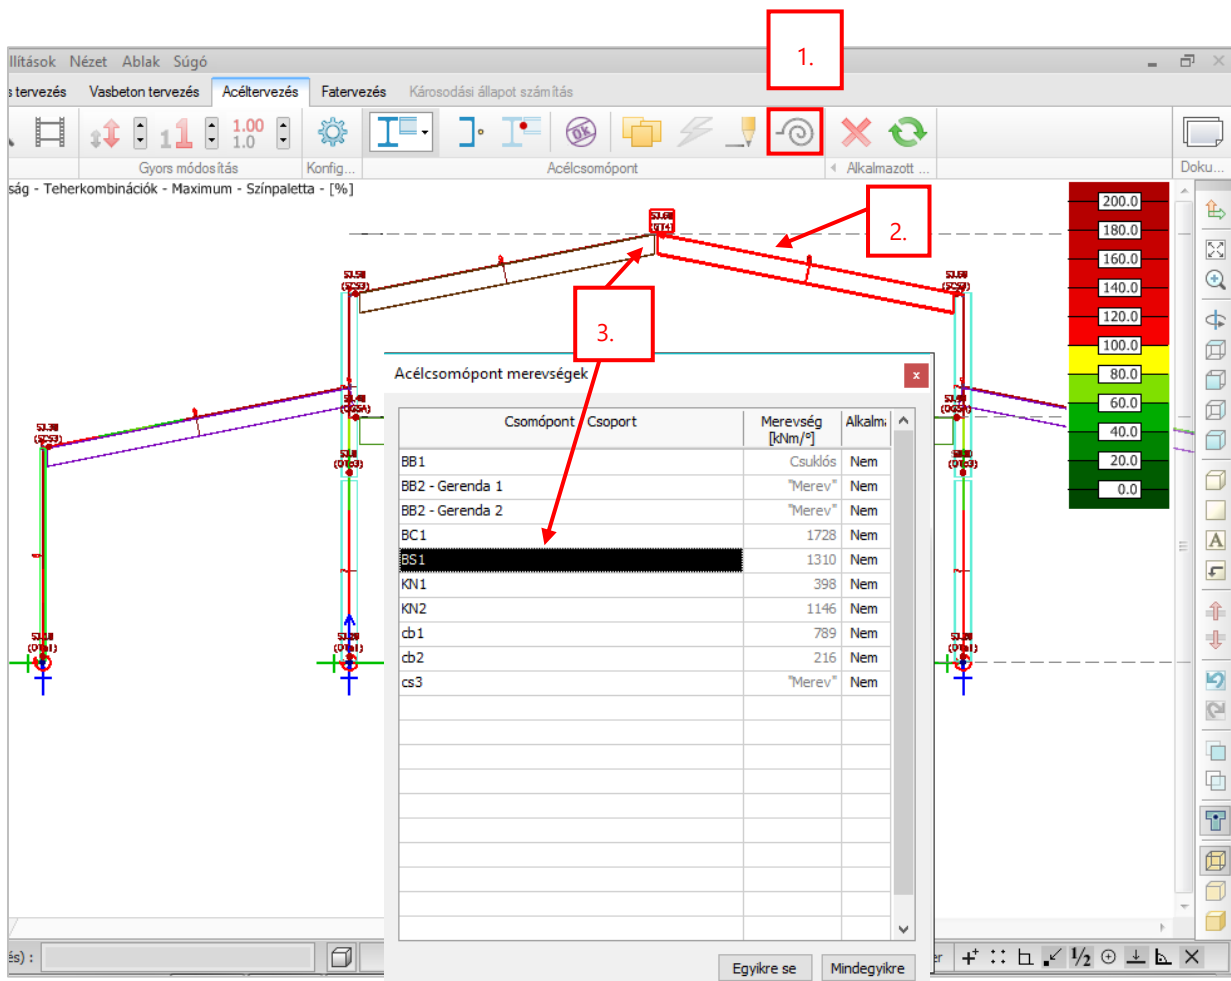 1.
llítások Nézet Ablak Súgó
s tervezés Vasbeton tervezés Acéltervezés Fatervezés Károsodási állapot számítás
1 1.00
1.0
Ok
Gyors módosítás Konfig... Acélcsomópont Alkalmazott ... Doku...
ság - Teherkombinációk - Maximum - Színpaletta - [%]
2.
3.
200.0
180.0
160.0
140.0
120.0
100.0
80.0
60.0
40.0
20.0
0.0
Acélcsomópont merevségek x
Csomópont Csoport Merevség Alkalm
[kNm/°]
BB1 Csuklós Nem
BB2 - Gerenda 1 "Merev" Nem
BB2 - Gerenda 2 "Merev" Nem
BC1 1728 Nem
BS1 1310 Nem
KN1 398 Nem
KN2 1146 Nem
cb1 789 Nem
cb2 216 Nem
cs3 "Merev" Nem
A
és) :
er
1/2
Egyikre se Mindegyikre